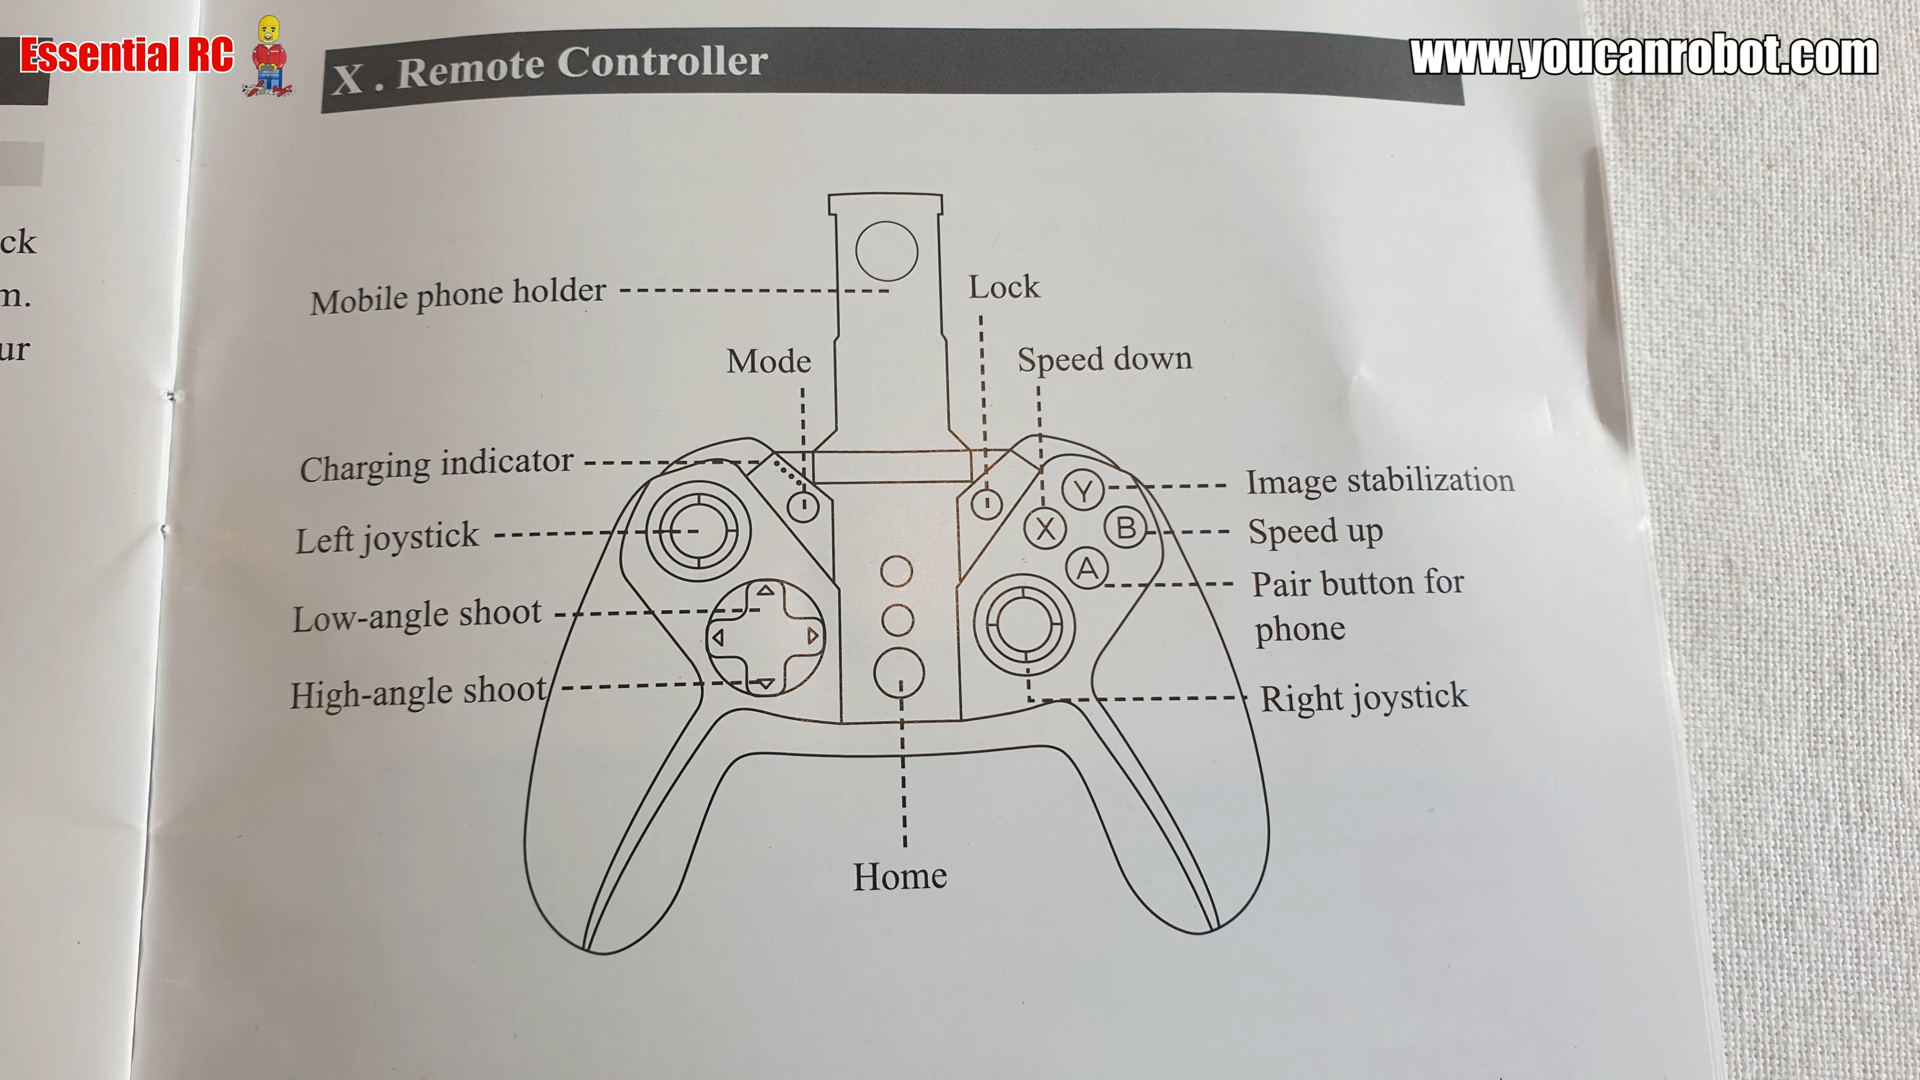 Essential RC
www.youcanrobot.com
X . Remote Controller
ck
m.
ur
Mobile phone holder
Lock
Mode
Speed down
Charging indicator
Image stabilization
Left joystick
Speed up
Low-angle shoot
Pair button for
phone
High-angle shoot
Right joystick
Home
Y
X
B
A